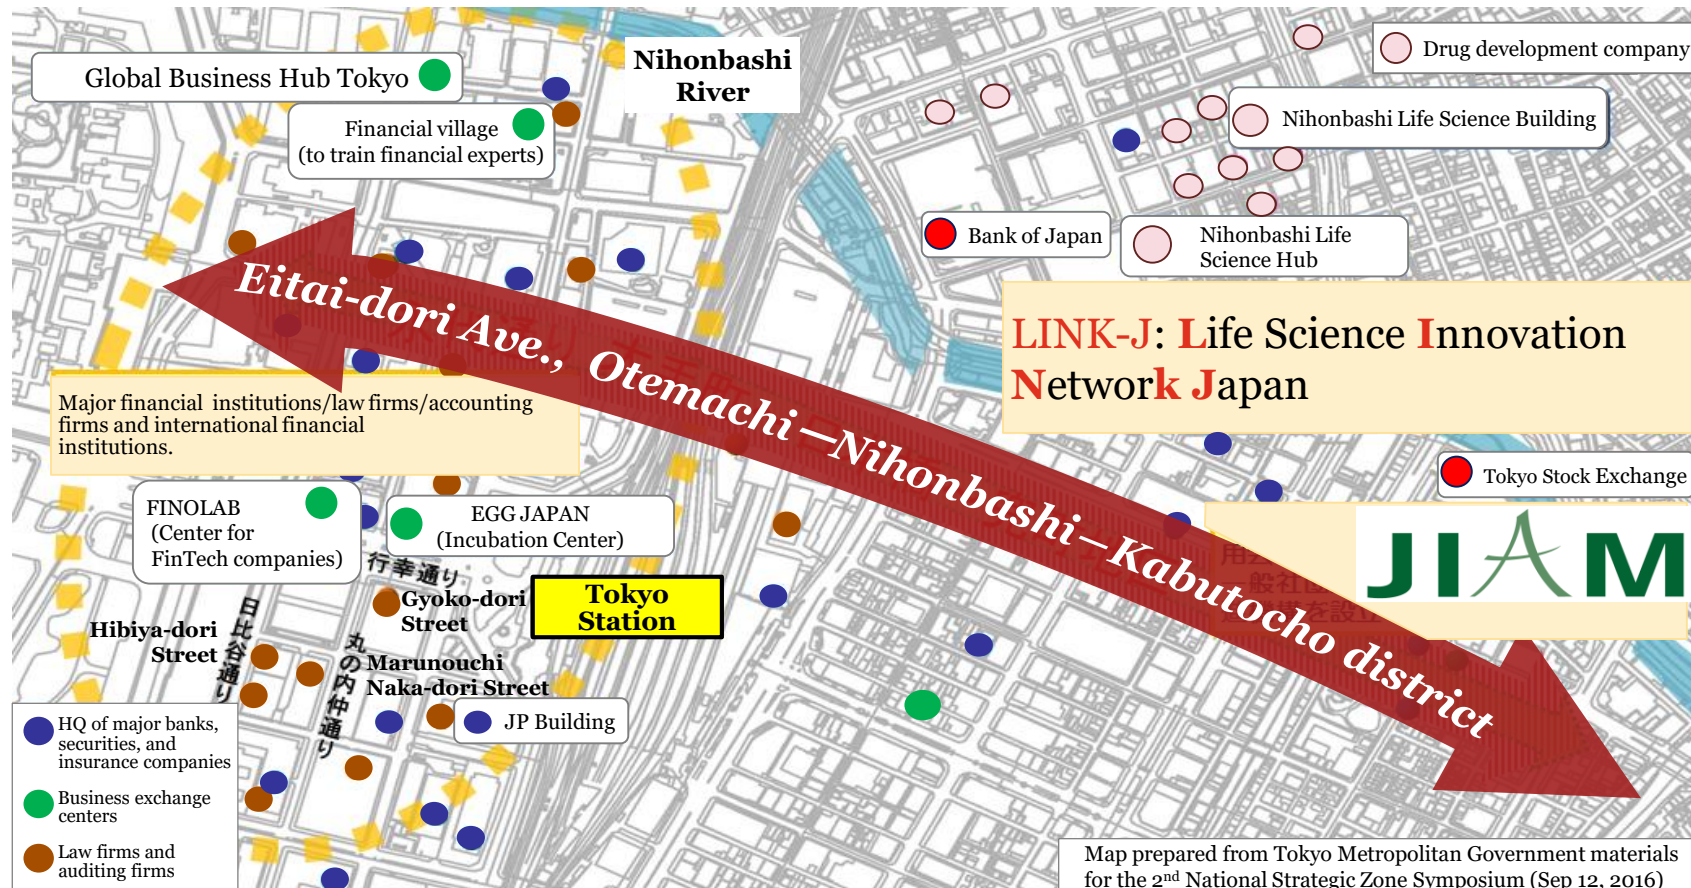 Global Business Hub Tokyo
Financial village
(to train financial experts)
Nihonbashi
River
Drug development company
Nihonbashi Life Science Building
Bank of Japan
Nihonbashi Life
Science Hub
Eitai-dori Ave., Otemachi—Nihonbashi—Kabutocho district
LINK-J: Life Science Innovation
Network Japan
Major financial institutions/law firms/accounting
firms and international financial
institutions.
Tokyo Stock Exchange
JIAM
FINOLAB
(Center for
FinTech companies)
EGG JAPAN
(Incubation Center)
行幸通り
Gyoko-dori
Street
Tokyo
Station
Hibiya-dori
Street
日比谷通り
丸の内仲通り
Marunouchi
Naka-dori Street
JP Building
HQ of major banks,
securities, and
insurance companies
Business exchange
centers
Law firms and
auditing firms
Map prepared from Tokyo Metropolitan Government materials
for the 2nd National Strategic Zone Symposium (Sep 12, 2016)